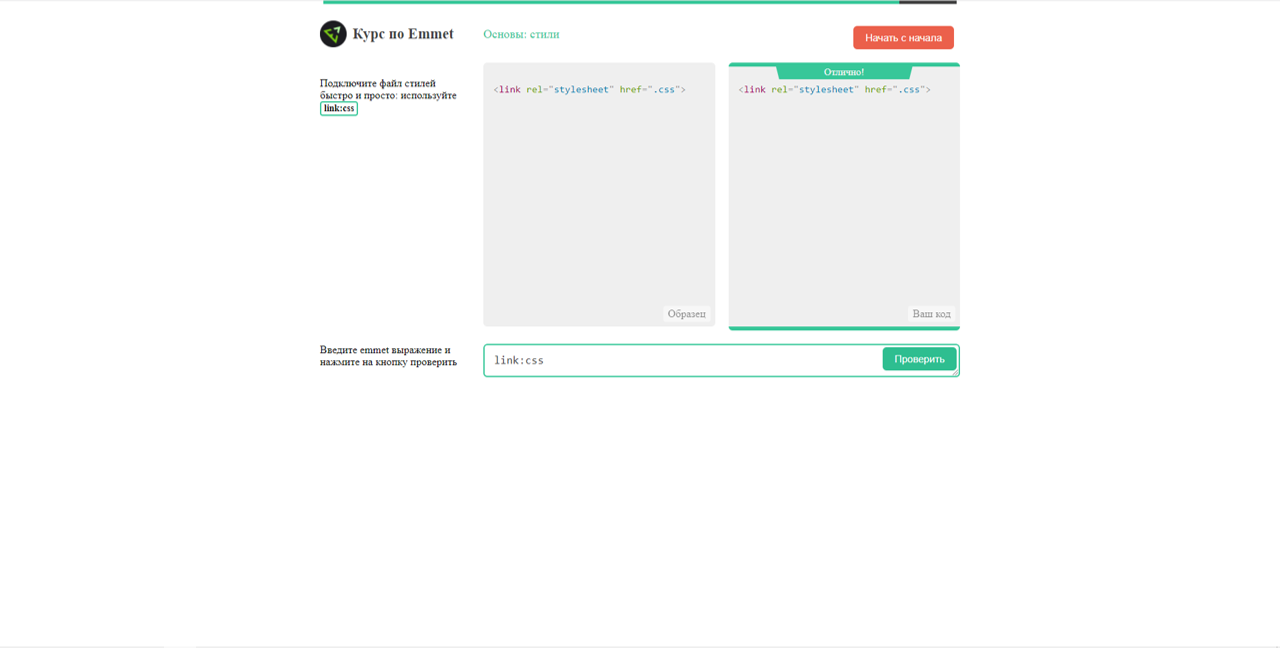 Курс по Emmet
Основы: стили
Начать с начала
Подключите файл стилей
быстро и просто: используйте
link:css
<link rel="stylesheet" href=".css">
Образец
Отлично!
<link rel="stylesheet" href=".css">
Ваш код
Введите emmet выражение и
нажмите на кнопку проверить
link:css
Проверить